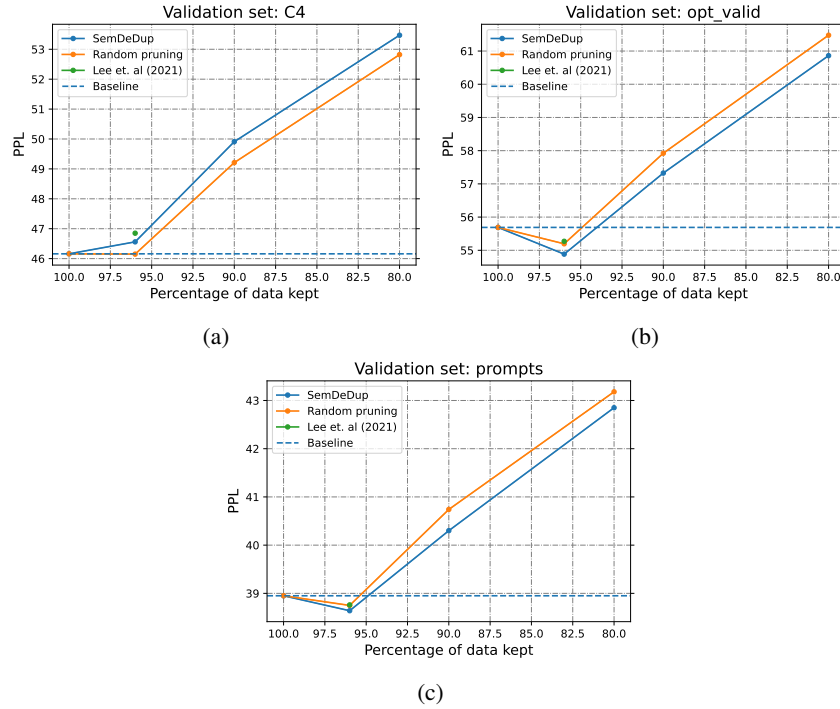 Validation set: C4
SemDeDup
Random pruning
Lee et. al (2021)
Baseline
PPL
53
52
51
50
49
48
47
46
100.0 97.5 95.0 92.5 90.0 87.5 85.0 82.5 80.0
Percentage of data kept
(a)
Validation set: opt_valid
SemDeDup
Random pruning
Lee et. al (2021)
Baseline
PPL
61
60
59
58
57
56
55
100.0 97.5 95.0 92.5 90.0 87.5 85.0 82.5 80.0
Percentage of data kept
(b)
Validation set: prompts
SemDeDup
Random pruning
Lee et. al (2021)
Baseline
PPL
43
42
41
40
39
100.0 97.5 95.0 92.5 90.0 87.5 85.0 82.5 80.0
Percentage of data kept
(c)